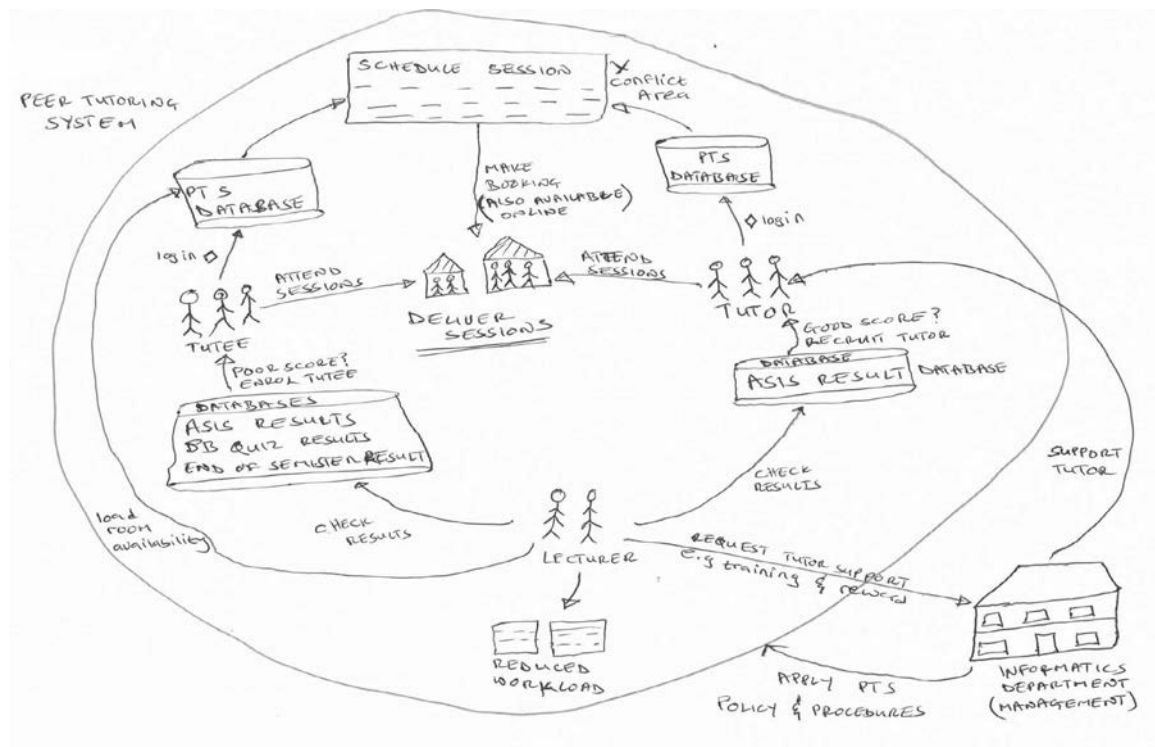 PEER TUTORING
SYSTEM
SCHEDULE SESSION
X
Conflict
Area
PTS
DATABASE
PTS
DATABASE
MAKE
BOOKING
(ALSO AVAILABLE)
ONLINE
login
login
ATTEND
SESSIONS
ATTEND
SESSIONS
TUTEE
DELIVER
SESSIONS
TUTOR
POOR SCORE?
ENROL TUTEE
GOOD SCORE?
RECRUIT TUTOR
DATABASES
ASIS RESULTS
BB QUIZ RESULTS
END OF SEMISTER RESULT
DATABASE
ASIS RESULT
DATABASE
SUPPORT
TUTOR
load
room
availability
CHECK
RESULTS
CHECK
RESULTS
LECTURER
REQUEST TUTOR SUPPORT
e.g training & reward
REDUCED
WORKLOAD
APPLY PTS
POLICY & PROCEDURES
INFORMATICS
DEPARTMENT
(MANAGEMENT)